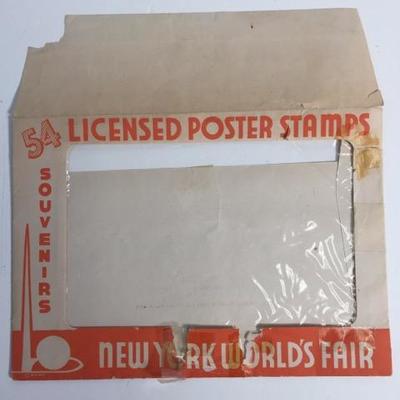 54 LICENSED POSTER STAMPS
SOUVENIRS
NEW YORK WORLD'S FAIR